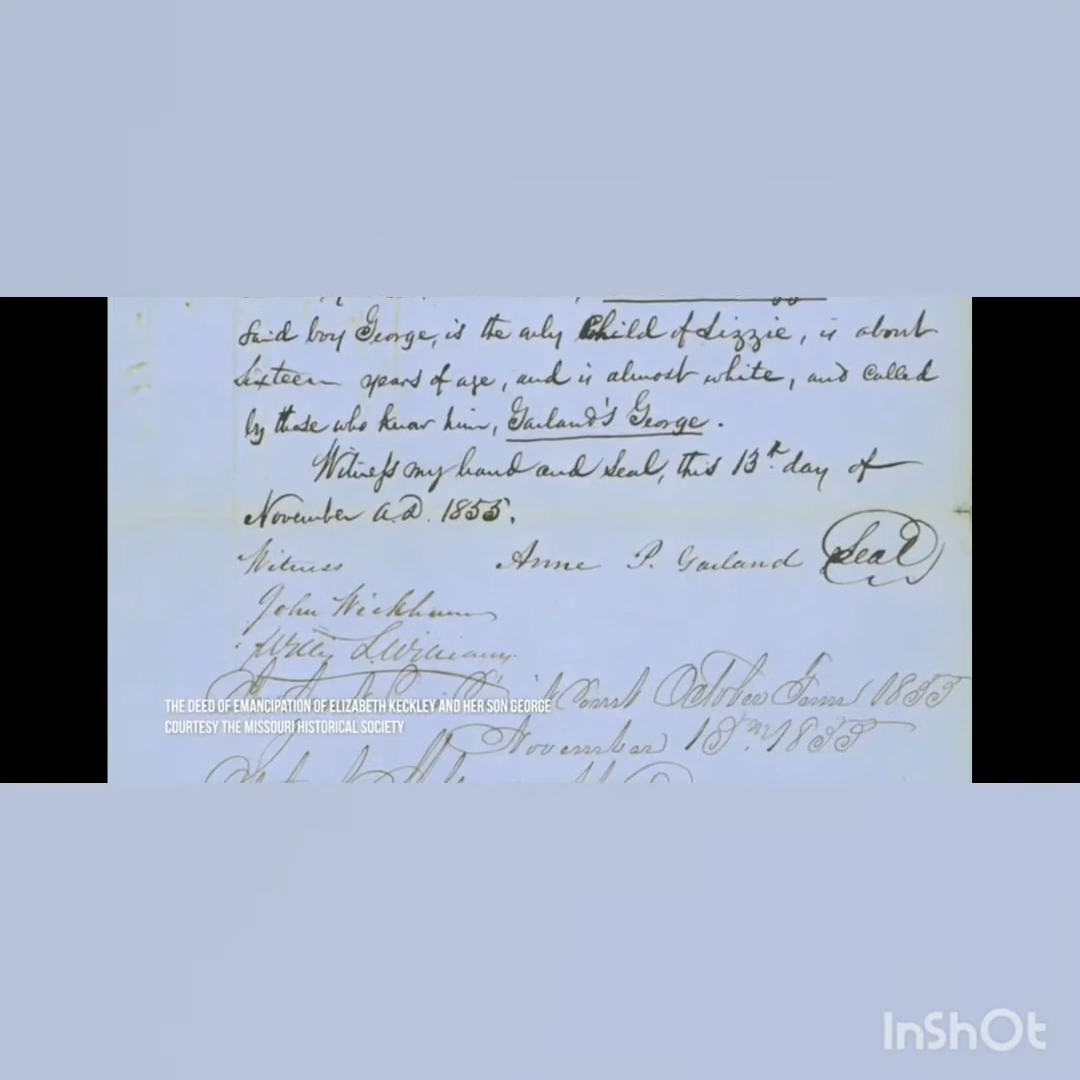 said boy George, is the only Child of Lizzie, is about
sixteen years of age, and is almost white, and called
by those who know him, Garland's George.
Witness my hand and Seal, this 13th day of
November A.D. 1855.
Witness Anne P. Garland Seal
John Wickham
Willis L. Williams
Court October Term 1855
THE DEED OF EMANCIPATION OF ELIZABETH KECKLEY AND HER SON GEORGE
COURTESY THE MISSOURI HISTORICAL SOCIETY
November 15th 1855
InShOt